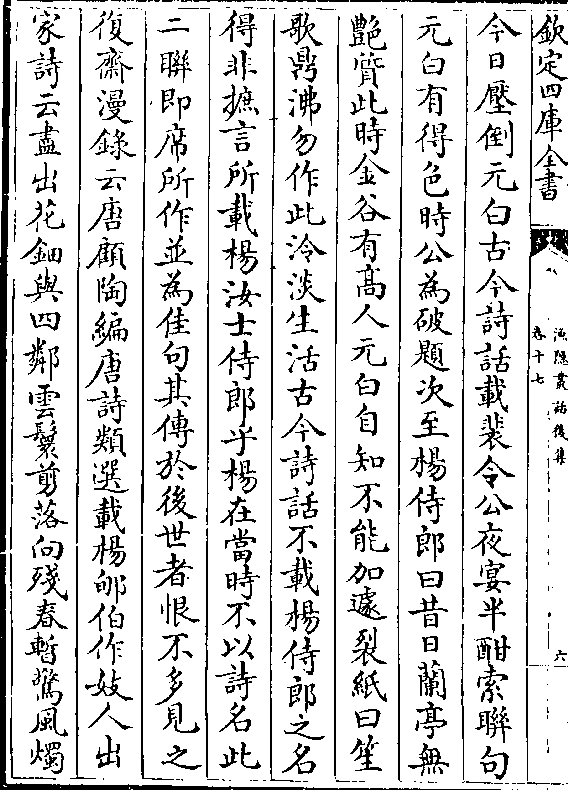 欽定四庫全書
漁隱叢話後集
卷十七
六
今日壓倒元白古今詩話載裴令公夜宴半酣索聯句
元白有得色時公為破題次至楊侍郎曰昔日蘭亭無
艷質此時金谷有高人元白自知不能加遽裂紙曰笙
歌鼎沸勿作此冷淡生活古今詩話不載楊侍郎之名
得非摭言所載楊汝士侍郎乎楊在當時不以詩名此
二聯即席所作並為佳句其傳於後世者恨不多見之
復齋漫錄云唐顧陶編唐詩類選載楊郇伯作妓人出
家詩云盡出花鈿與四鄰雲鬟剪落向殘春暫驚風燭